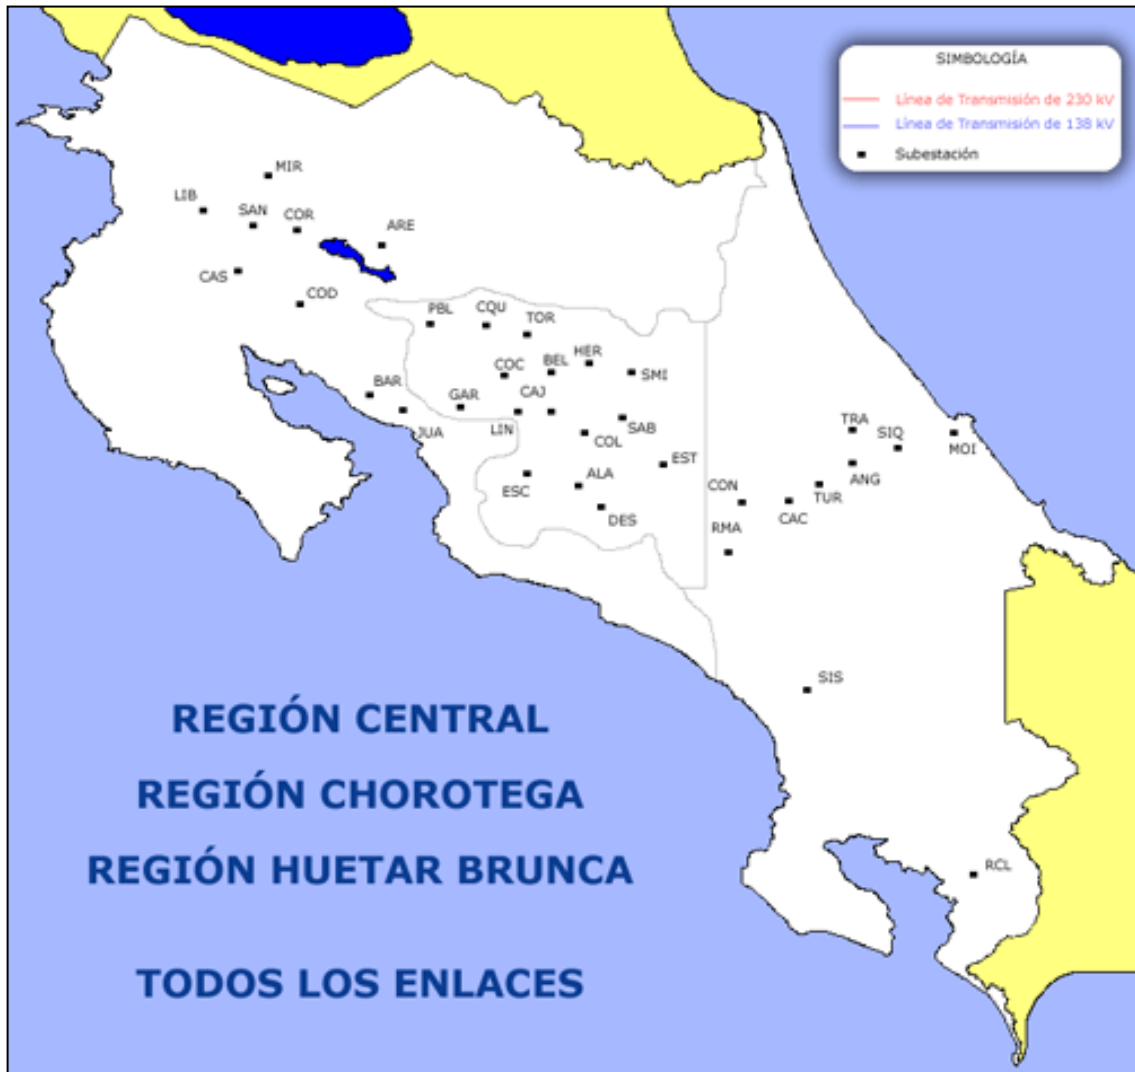 SIMBOLOGÍA
Línea de Transmisión de 230 kV
Línea de Transmisión de 138 kV
Subestación
MIR
LIB
SAN
COR
ARE
CAS
COD
PBL
CQU
TOR
HER
BEL
COC
SMI
BAR
GAR
CAJ
JUA
LIN
SAB
COL
TRA
SIQ
MOI
EST
ALA
ANG
ESC
CON
TUR
DES
CAC
RMA
SIS
REGIÓN CENTRAL
REGIÓN CHOROTEGA
REGIÓN HUETAR BRUNCA
RCL
TODOS LOS ENLACES